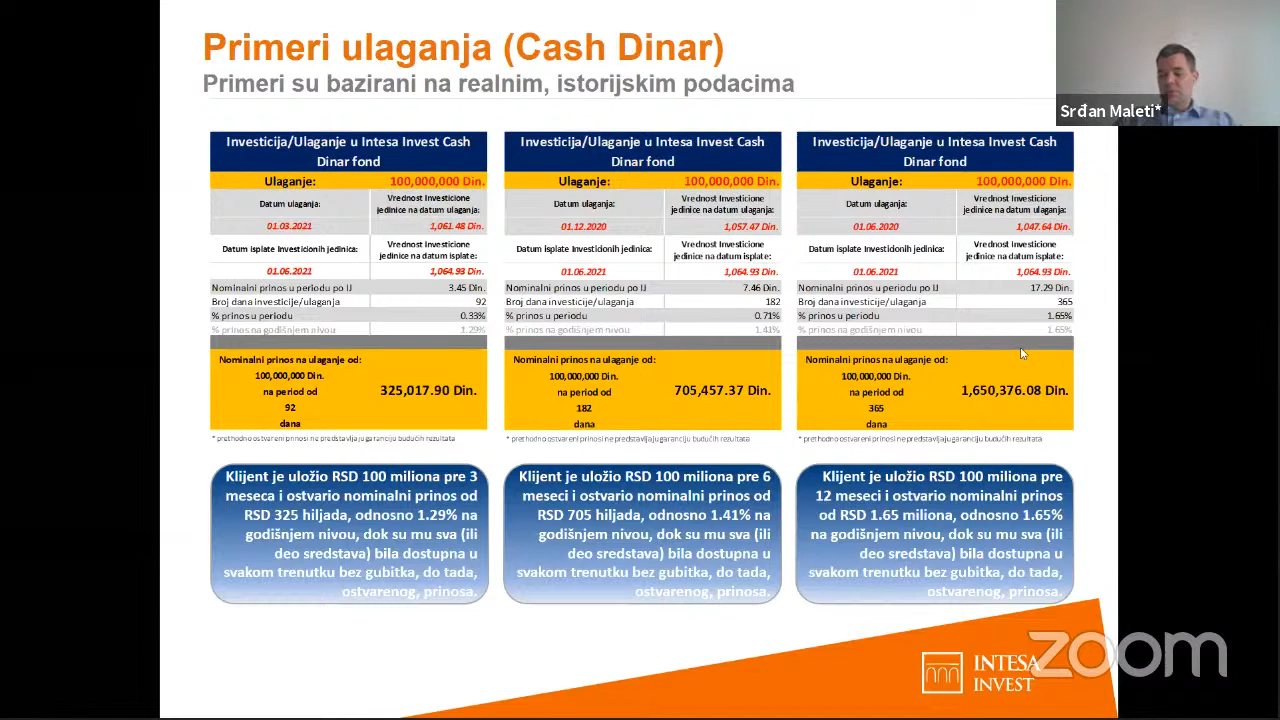 Primeri ulaganja (Cash Dinar)
Primeri su bazirani na realnim, istorijskim podacima
Srđan Maleti*
Investicija/Ulaganje u Intesa Invest Cash
Dinar fond
Ulaganje: 100,000,000 Din.
Datum ulaganja: Vrednost Investicione
jedinice na datum ulaganja:
01.03.2021 1,061.48 Din.
Datum isplate Investicionih jedinica: Vrednost Investicione
jedinice na datum isplate:
01.06.2021 1,064.93 Din.
Nominalni prinos u periodu po IJ 3.45 Din.
Broj dana investicije/ulaganja 92
% prinos u periodu 0.33%
% prinos na godišnjem nivou 1.29%
Nominalni prinos na ulaganje od:
100,000,000 Din.
na period od 325,017.90 Din.
92
dana
* prethodno ostvareni prinosi ne predstavljaju garanciju budućih rezultata
Klijent je uložio RSD 100 miliona pre 3
meseca i ostvario nominalni prinos od
RSD 325 hiljada, odnosno 1.29% na
godišnjem nivou, dok su mu sva (ili
deo sredstava) bila dostupna u
svakom trenutku bez gubitka, do tada,
ostvarenog, prinosa.
Investicija/Ulaganje u Intesa Invest Cash
Dinar fond
Ulaganje: 100,000,000 Din.
Datum ulaganja: Vrednost Investicione
jedinice na datum ulaganja:
01.12.2020 1,057.47 Din.
Datum isplate Investicionih jedinica: Vrednost Investicione
jedinice na datum isplate:
01.06.2021 1,064.93 Din.
Nominalni prinos u periodu po IJ 7.46 Din.
Broj dana investicije/ulaganja 182
% prinos u periodu 0.71%
% prinos na godišnjem nivou 1.41%
Nominalni prinos na ulaganje od:
100,000,000 Din.
na period od 705,457.37 Din.
182
dana
* prethodno ostvareni prinosi ne predstavljaju garanciju budućih rezultata
Klijent je uložio RSD 100 miliona pre 6
meseci i ostvario nominalni prinos od
RSD 705 hiljada, odnosno 1.41% na
godišnjem nivou, dok su mu sva (ili
deo sredstava) bila dostupna u
svakom trenutku bez gubitka, do tada,
ostvarenog, prinosa.
Investicija/Ulaganje u Intesa Invest Cash
Dinar fond
Ulaganje: 100,000,000 Din.
Datum ulaganja: Vrednost Investicione
jedinice na datum ulaganja:
01.06.2020 1,047.64 Din.
Datum isplate Investicionih jedinica: Vrednost Investicione
jedinice na datum isplate:
01.06.2021 1,064.93 Din.
Nominalni prinos u periodu po IJ 17.29 Din.
Broj dana investicije/ulaganja 365
% prinos u periodu 1.65%
% prinos na godišnjem nivou 1.65%
Nominalni prinos na ulaganje od:
100,000,000 Din.
na period od 1,650,376.08 Din.
365
dana
* prethodno ostvareni prinosi ne predstavljaju garanciju budućih rezultata
Klijent je uložio RSD 100 miliona pre
12 meseci i ostvario nominalni prinos
od RSD 1.65 miliona, odnosno 1.65%
na godišnjem nivou, dok su mu sva (ili
deo sredstava) bila dostupna u
svakom trenutku bez gubitka, do tada,
ostvarenog, prinosa.
INTESA
INVEST
zoom